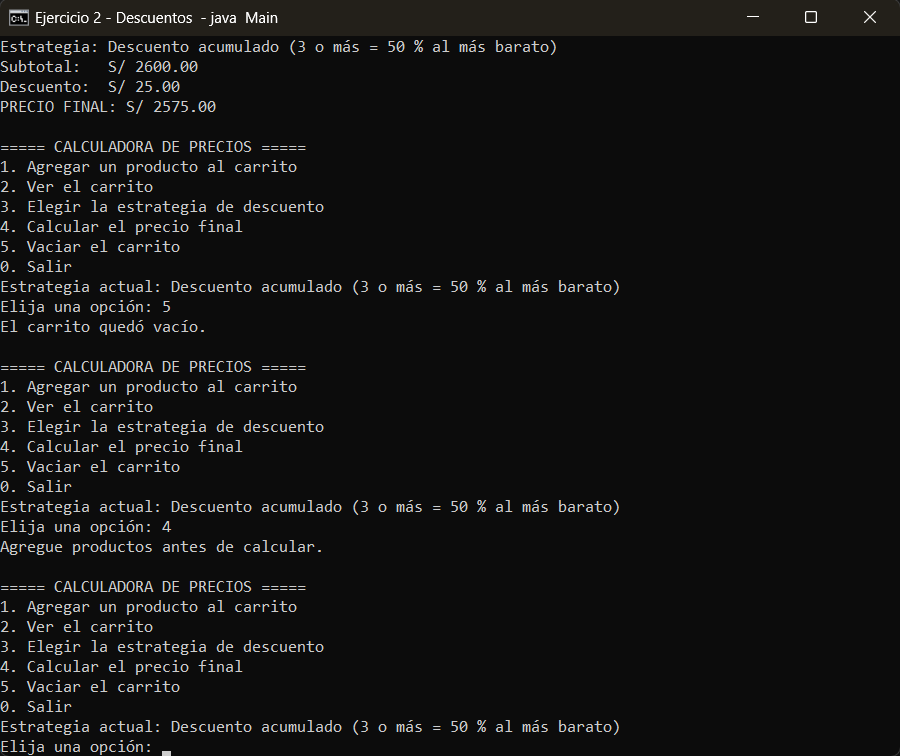 Ejercicio 2 - Descuentos - java Main
Estrategia: Descuento acumulado (3 o más = 50 % al más barato)
Subtotal:   S/ 2600.00
Descuento:  S/ 25.00
PRECIO FINAL: S/ 2575.00
===== CALCULADORA DE PRECIOS =====
1. Agregar un producto al carrito
2. Ver el carrito
3. Elegir la estrategia de descuento
4. Calcular el precio final
5. Vaciar el carrito
0. Salir
Estrategia actual: Descuento acumulado (3 o más = 50 % al más barato)
Elija una opción: 5
El carrito quedó vacío.
===== CALCULADORA DE PRECIOS =====
1. Agregar un producto al carrito
2. Ver el carrito
3. Elegir la estrategia de descuento
4. Calcular el precio final
5. Vaciar el carrito
0. Salir
Estrategia actual: Descuento acumulado (3 o más = 50 % al más barato)
Elija una opción: 4
Agregue productos antes de calcular.
===== CALCULADORA DE PRECIOS =====
1. Agregar un producto al carrito
2. Ver el carrito
3. Elegir la estrategia de descuento
4. Calcular el precio final
5. Vaciar el carrito
0. Salir
Estrategia actual: Descuento acumulado (3 o más = 50 % al más barato)
Elija una opción: